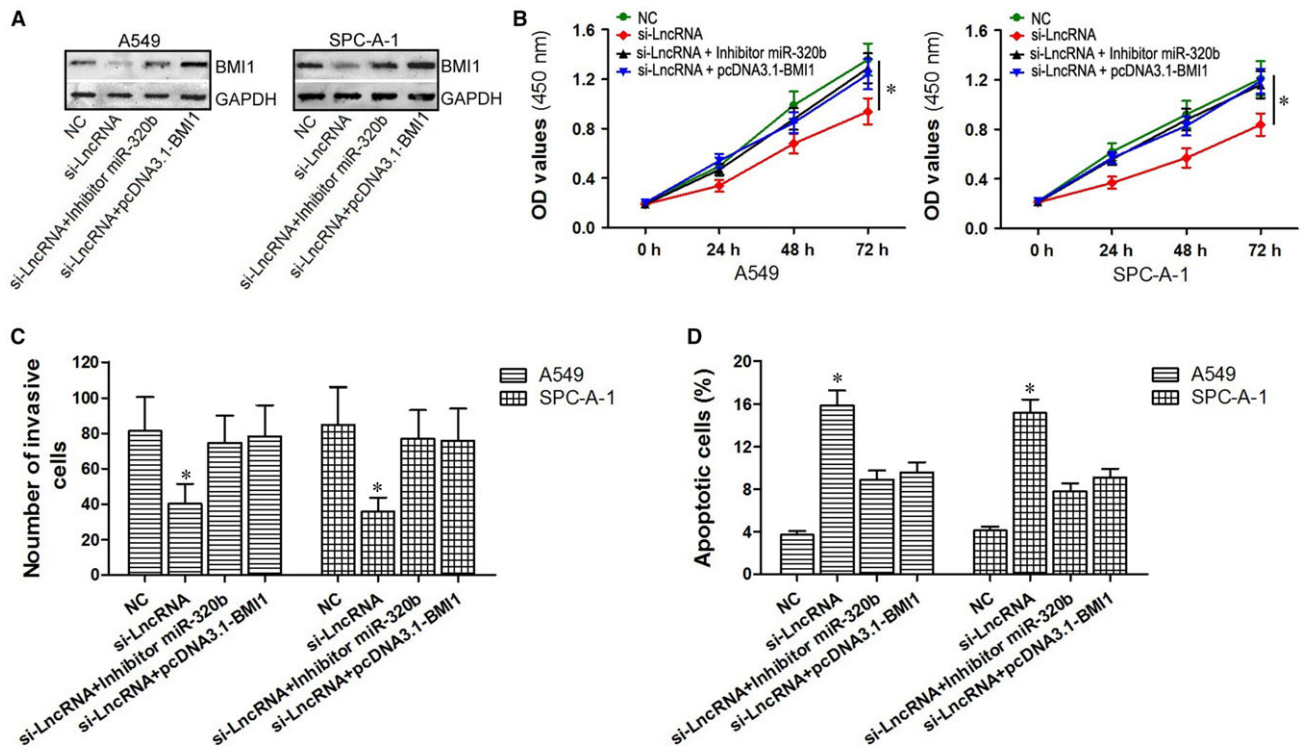 A
A549
SPC-A-1
BMI1
GAPDH
BMI1
GAPDH
NC
si-LncRNA
si-LncRNA+Inhibitor miR-320b
si-LncRNA+pcDNA3.1-BMI1
NC
si-LncRNA
si-LncRNA+Inhibitor miR-320b
si-LncRNA+pcDNA3.1-BMI1
B
NC
si-LncRNA
si-LncRNA + Inhibitor miR-320b
si-LncRNA + pcDNA3.1-BMI1
OD values (450 nm)
1.6
1.2
0.8
0.4
0.0
*
0 h 24 h 48 h 72 h
A549
NC
si-LncRNA
si-LncRNA + Inhibitor miR-320b
si-LncRNA + pcDNA3.1-BMI1
OD values (450 nm)
1.6
1.2
0.8
0.4
0.0
*
0 h 24 h 48 h 72 h
SPC-A-1
C
Nounber of invasive
cells
120
100
80
60
40
20
0
*
*
A549
SPC-A-1
NC
si-LncRNA
si-LncRNA+Inhibitor miR-320b
si-LncRNA+pcDNA3.1-BMI1
NC
si-LncRNA
si-LncRNA+Inhibitor miR-320b
si-LncRNA+pcDNA3.1-BMI1
D
Apoptotic cells (%)
20
16
12
8
4
0
*
*
A549
SPC-A-1
NC
si-LncRNA
si-LncRNA+Inhibitor miR-320b
si-LncRNA+pcDNA3.1-BMI1
NC
si-LncRNA
si-LncRNA+Inhibitor miR-320b
si-LncRNA+pcDNA3.1-BMI1